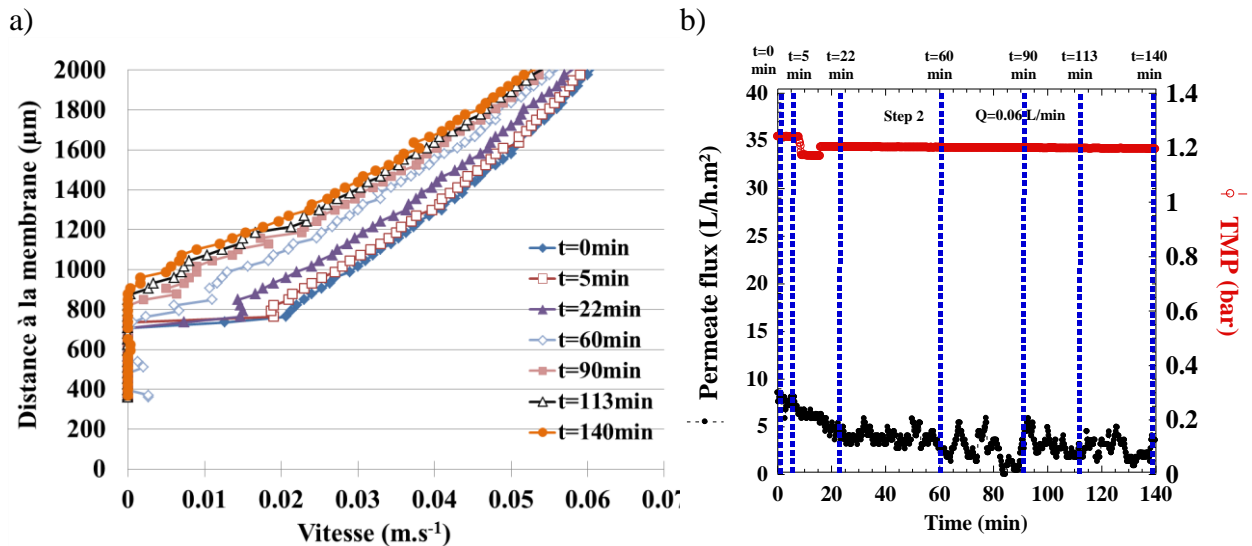 a)
2000
1800
1600
1400
1200
1000
800
600
400
200
0
Distance à la membrane (µm)
0
0.01
0.02
0.03
0.04
0.05
0.06
0.07
Vitesse (m.s⁻¹)
t=0min
t=5min
t=22min
t=60min
t=90min
t=113min
t=140min
b)
t=0 min
t=5 min
t=22 min
t=60 min
t=90 min
t=113 min
t=140 min
Step 2
Q=0.06 L/min
40
35
30
25
20
15
10
5
0
Permeate flux (L/h.m²)
1.4
1.2
1
0.8
0.6
0.4
0.2
0
TMP (bar)
0
20
40
60
80
100
120
140
Time (min)